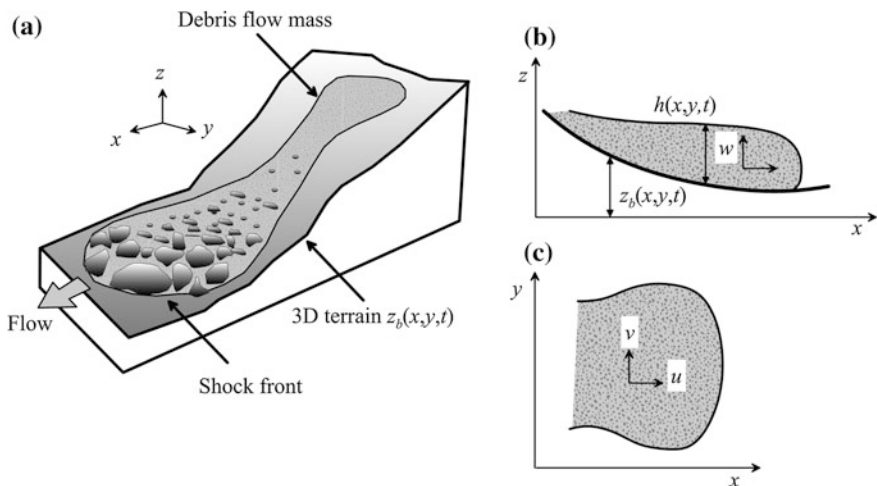 (a)
Debris flow mass
z
x
y
Flow
3D terrain z_b(x,y,t)
Shock front
(b)
z
h(x,y,t)
w
z_b(x,y,t)
x
(c)
y
v
u
x